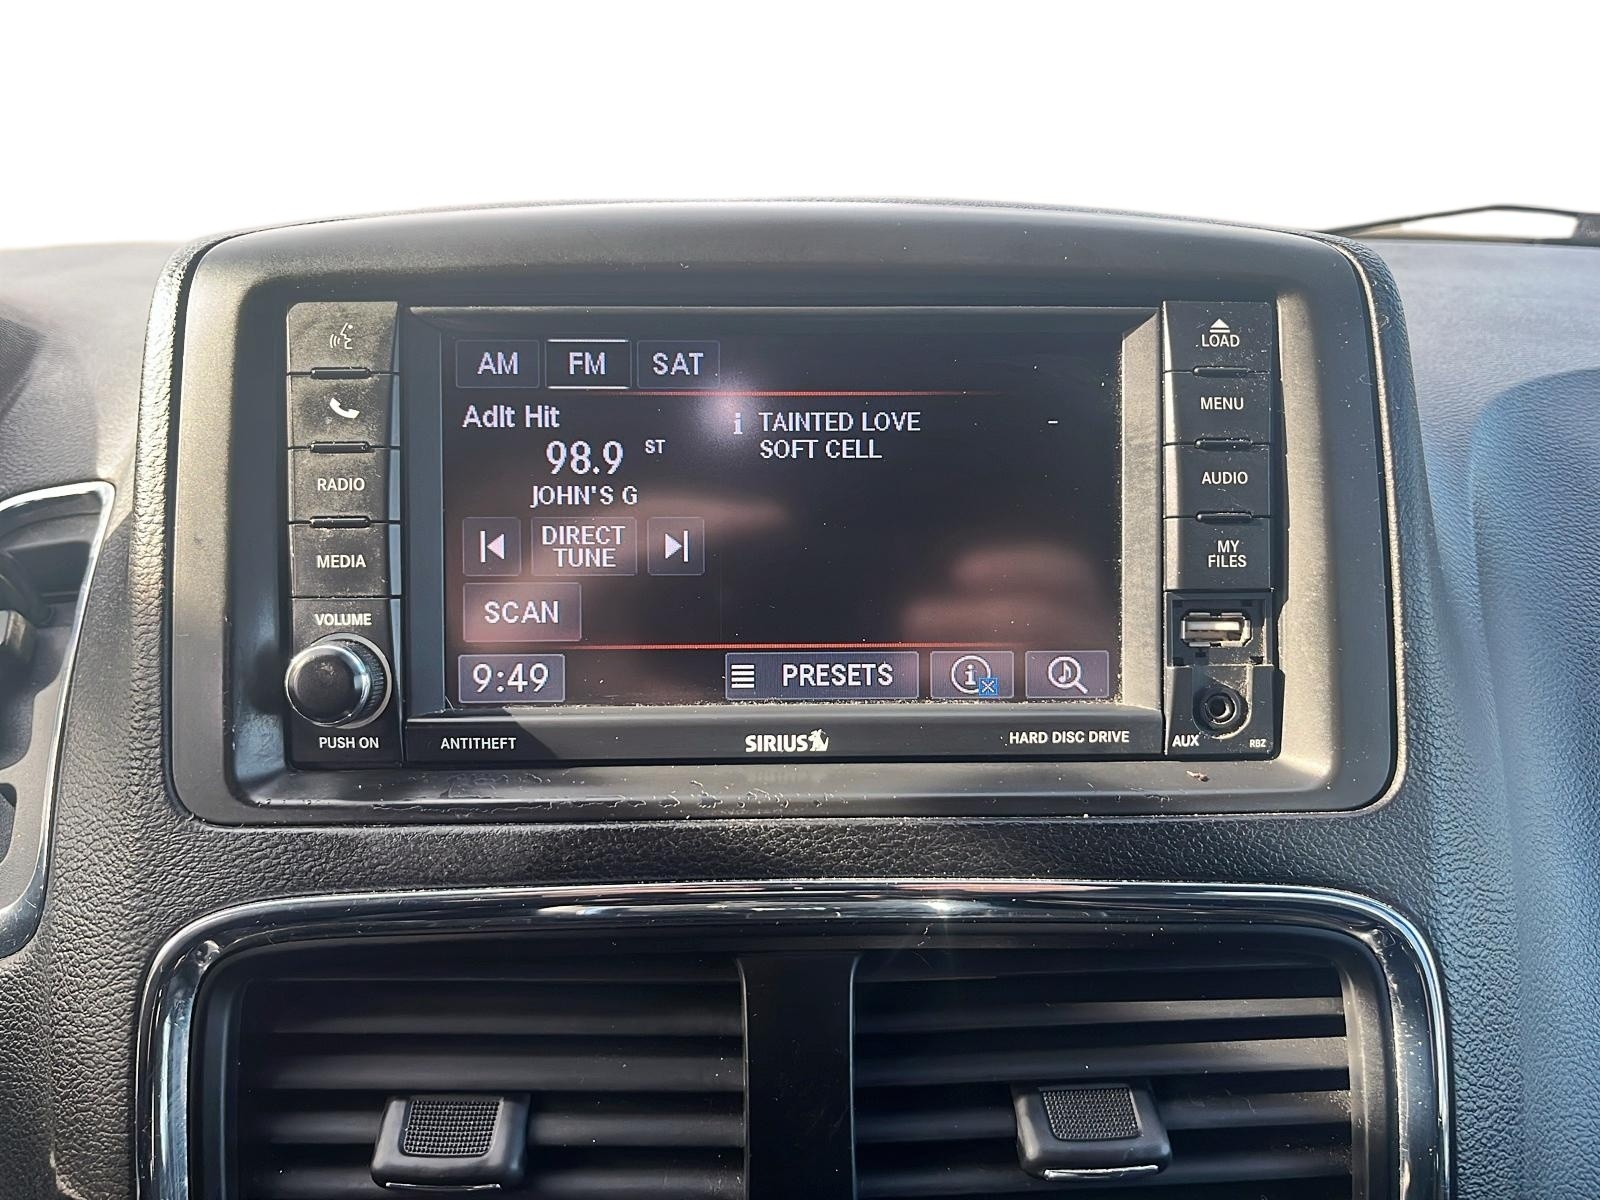 AM FM SAT
Adlt Hit
98.9 ST
JOHN'S G
i TAINTED LOVE -
SOFT CELL
DIRECT
TUNE
SCAN
9:49
PRESETS
i
RADIO
MEDIA
VOLUME
PUSH ON
ANTITHEFT
SIRIUS
HARD DISC DRIVE
LOAD
MENU
AUDIO
MY
FILES
AUX
RBZ